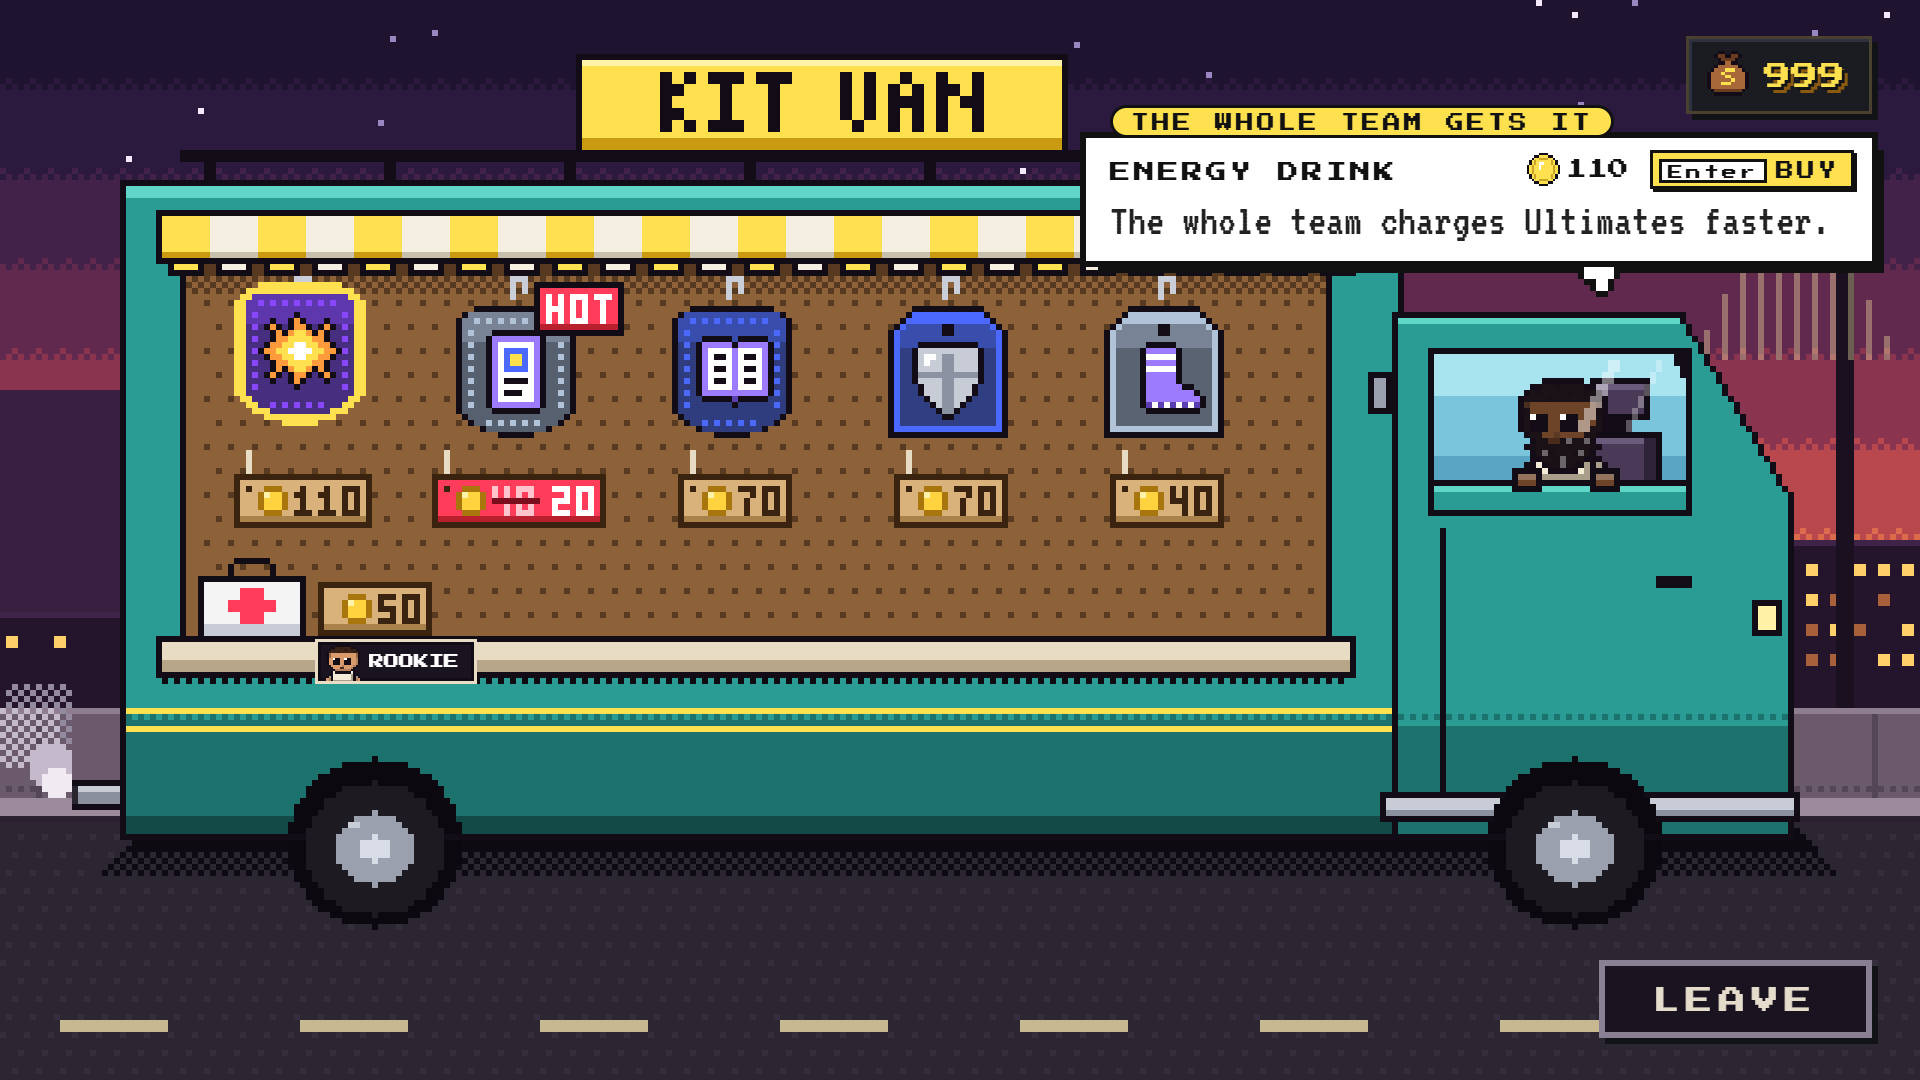 KIT VAN
999
THE WHOLE TEAM GETS IT
ENERGY DRINK
110
Enter BUY
The whole team charges Ultimates faster.
HOT
110
40 20
70
70
40
50
ROOKIE
LEAVE